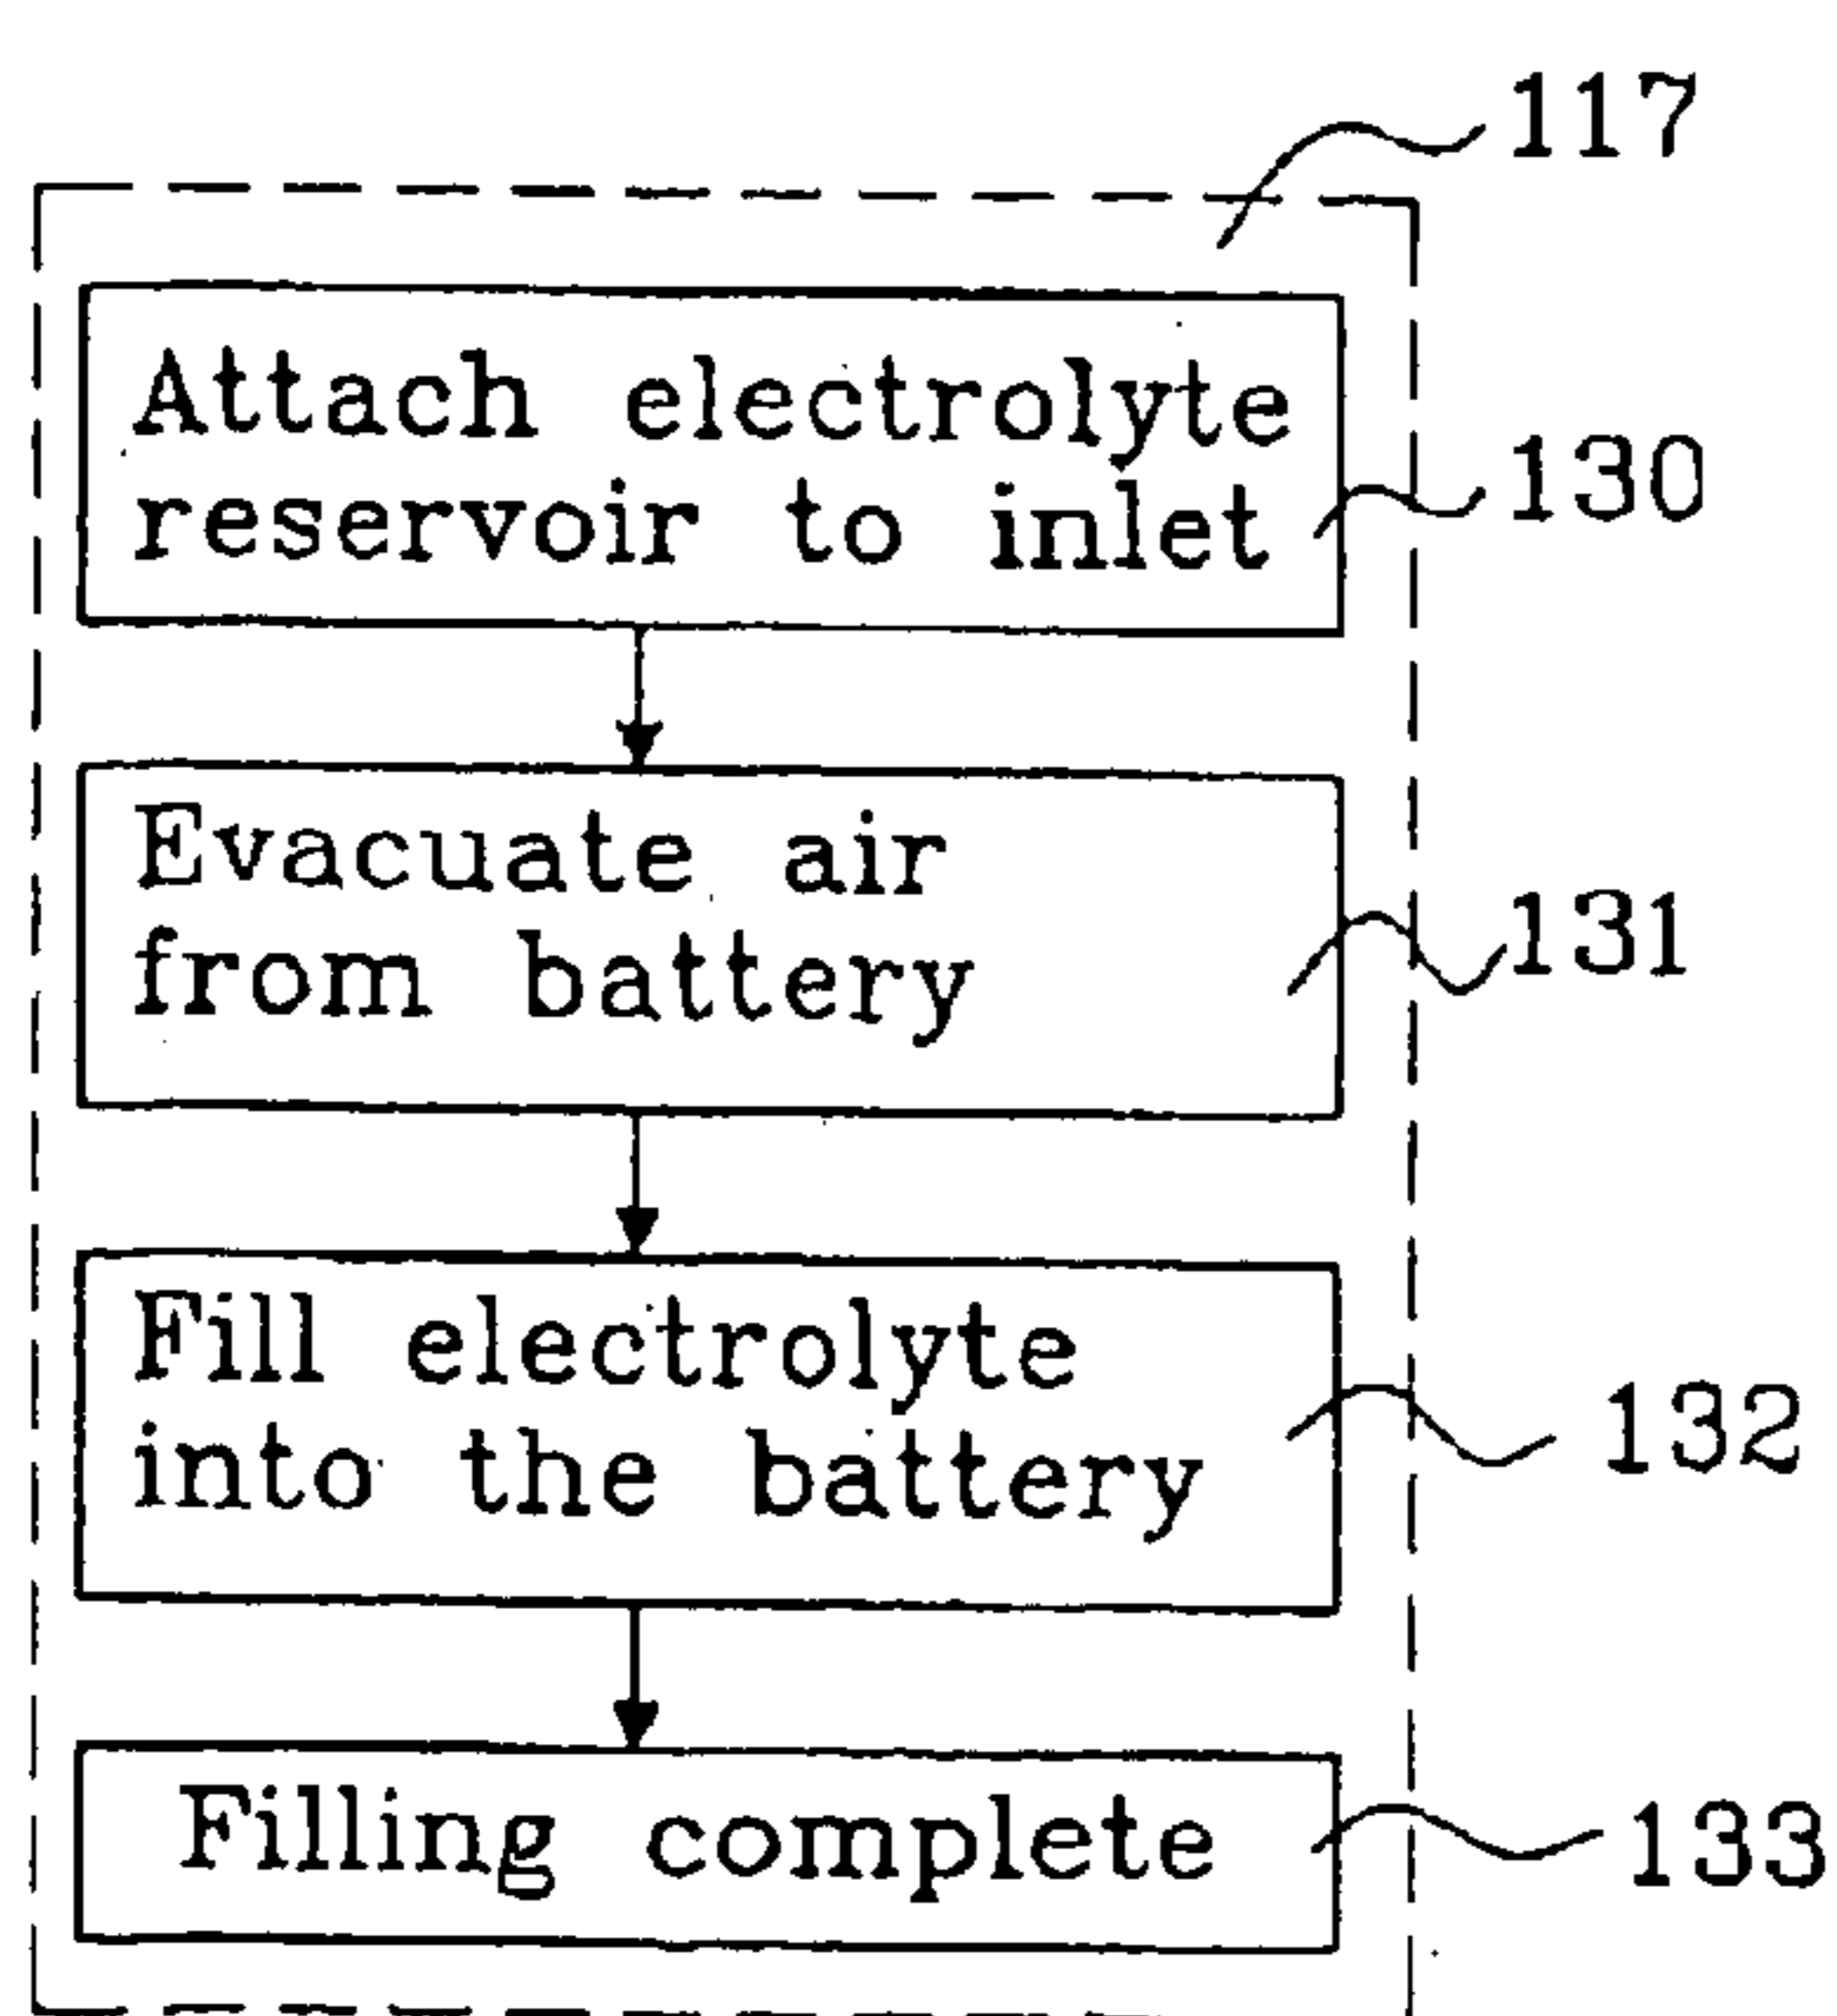 117
Attach electrolyte
reservoir to inlet
130
Evacuate air
from battery
131
Fill electrolyte
into the battery
132
Filling complete
133